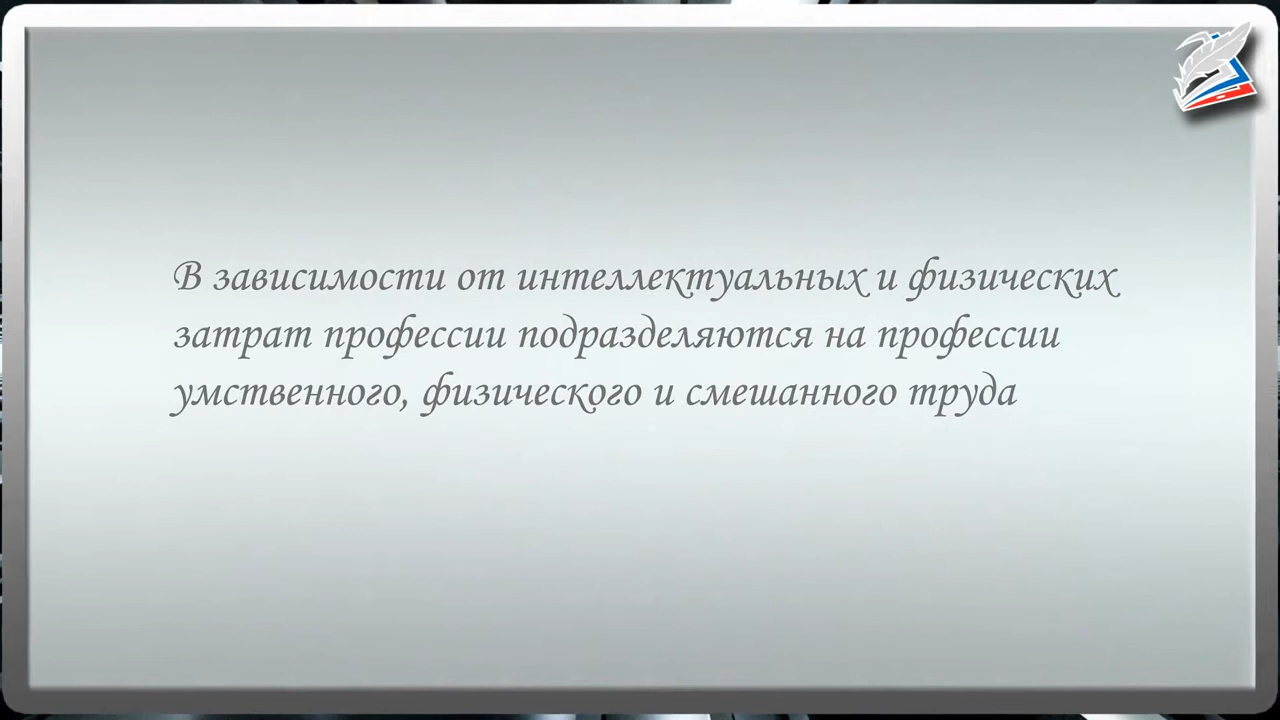 В зависимости от интеллектуальных и физических
затрат профессии подразделяются на профессии
умственного, физического и смешанного труда